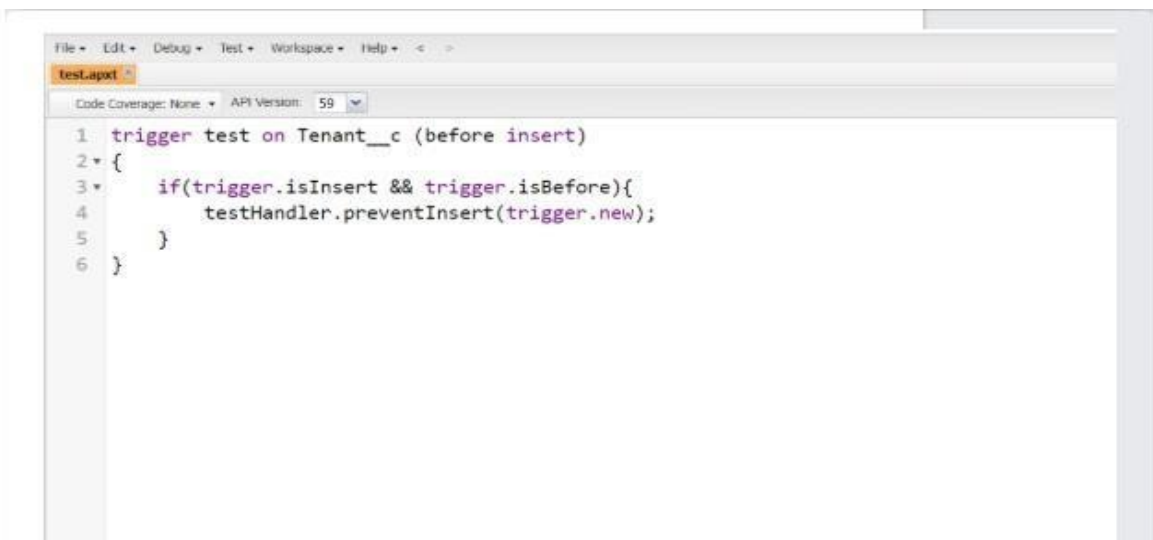 File Edit Debug Test Workspace Help < >
test.apxt
Code Coverage: None API Version: 59
1 trigger test on Tenant__c (before insert)
2 {
3     if(trigger.isInsert && trigger.isBefore){
4         testHandler.preventInsert(trigger.new);
5     }
6 }